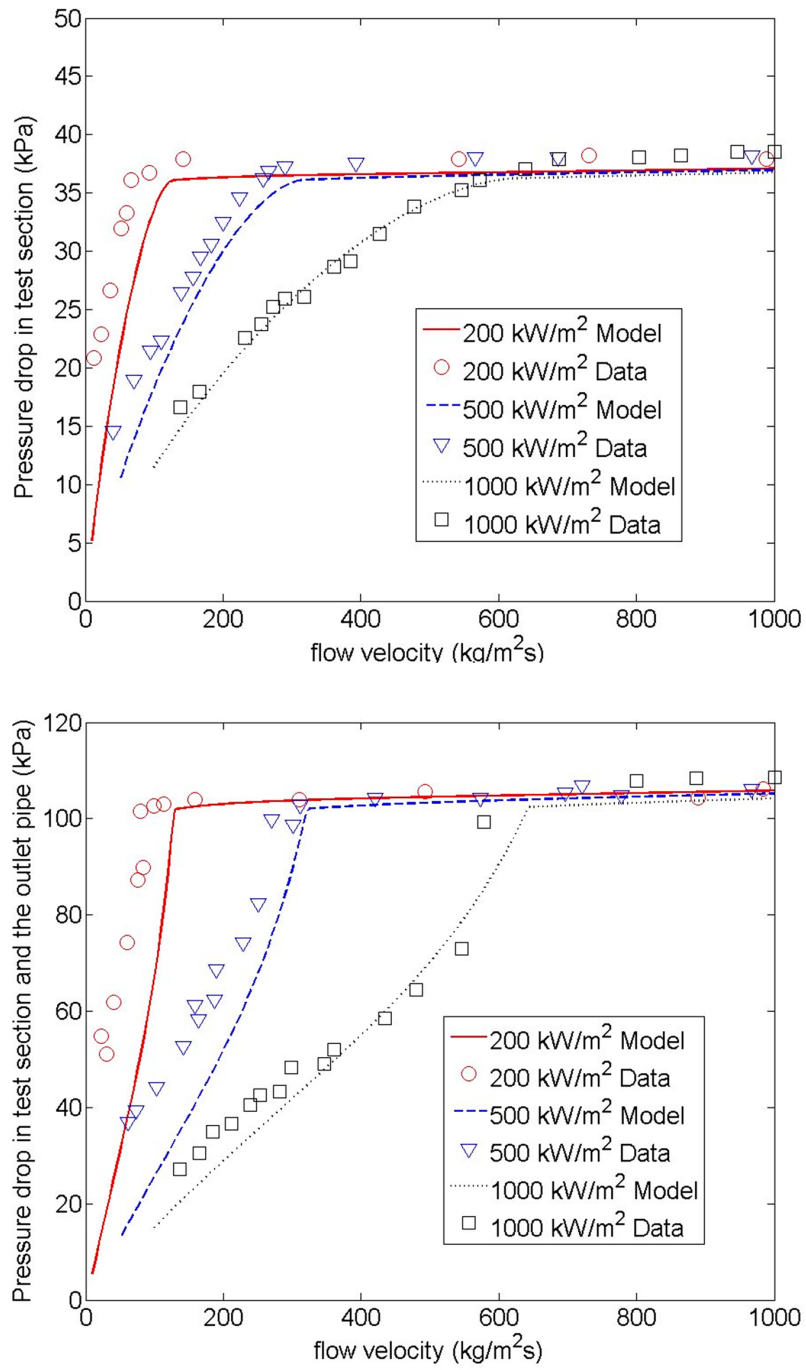 50
45
40
35
30
25
20
15
10
5
0
Pressure drop in test section (kPa)
200 kW/m² Model
200 kW/m² Data
500 kW/m² Model
500 kW/m² Data
1000 kW/m² Model
1000 kW/m² Data
0 200 400 600 800 1000
flow velocity (kg/m²s)
120
100
80
60
40
20
0
Pressure drop in test section and the outlet pipe (kPa)
200 kW/m² Model
200 kW/m² Data
500 kW/m² Model
500 kW/m² Data
1000 kW/m² Model
1000 kW/m² Data
0 200 400 600 800 1000
flow velocity (kg/m²s)